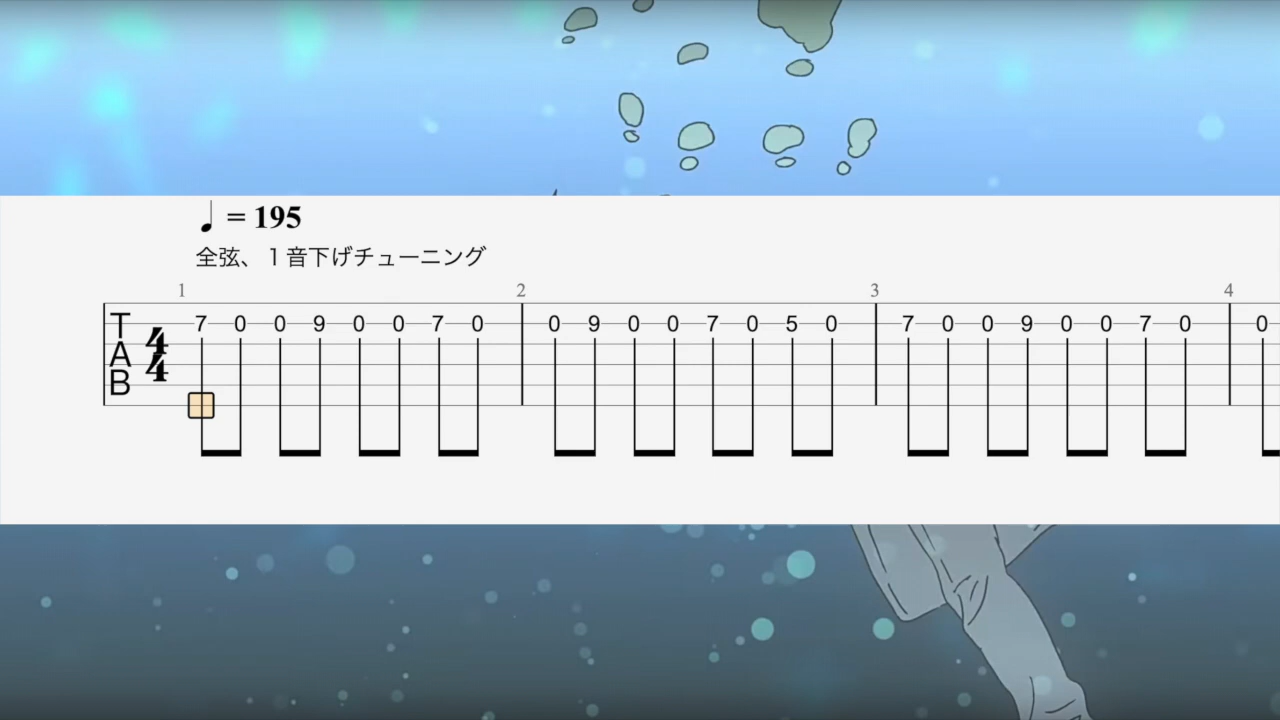 ♩ = 195
全弦、１音下げチューニング
1 2 3 4
T 4 7 0 0 9 0 0 7 0 0 9 0 0 7 0 5 0 7 0 0 9 0 0 7 0 0
A 4
B